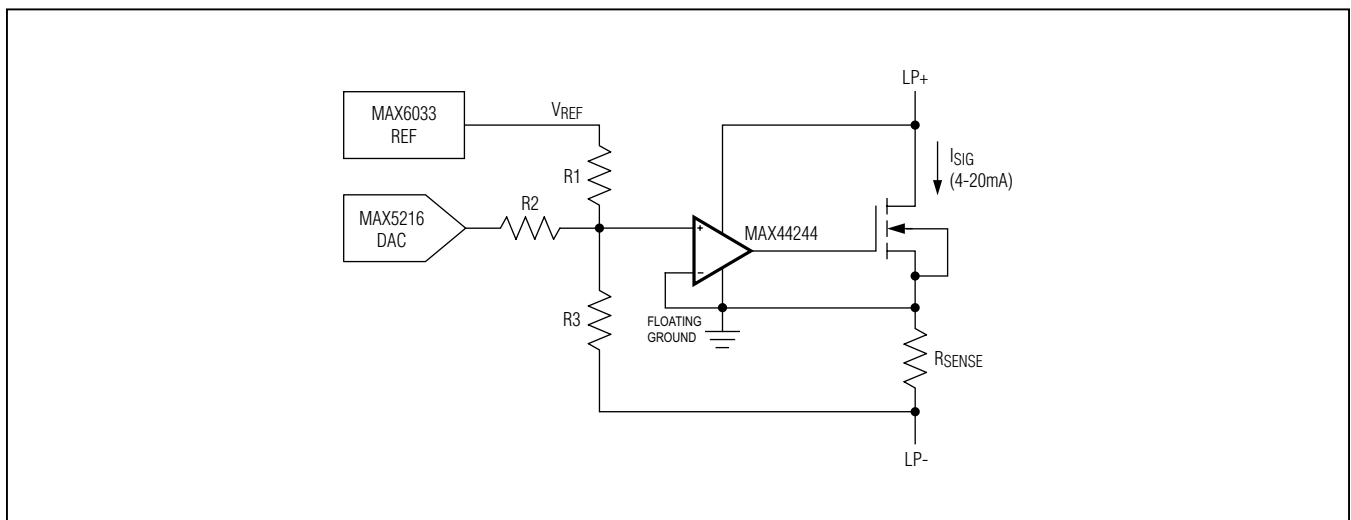 LP+
MAX6033
REF
VREF
R1
ISIG
(4-20mA)
R2
MAX5216
DAC
+
MAX44244
-
R3
FLOATING
GROUND
RSENSE
LP-